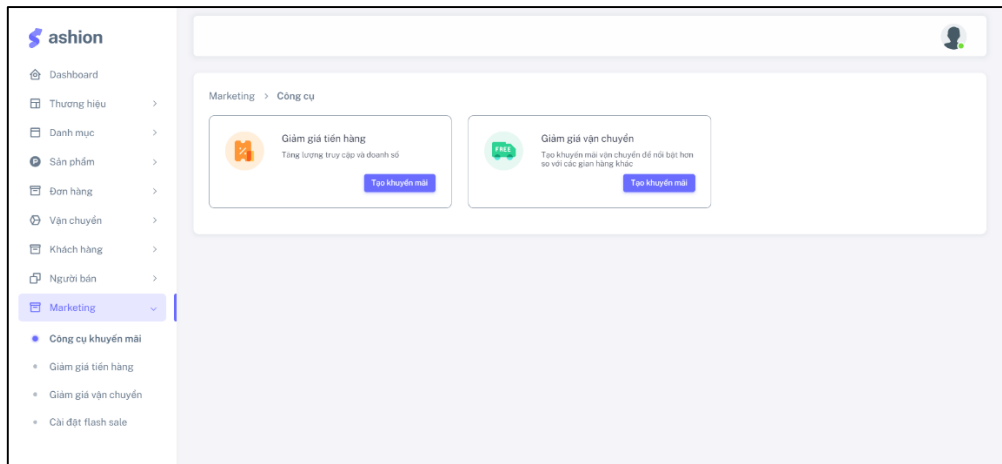 ashion
Dashboard
Thương hiệu
Danh mục
Sản phẩm
Đơn hàng
Vận chuyển
Khách hàng
Người bán
Marketing
Công cụ khuyến mãi
Giảm giá tiền hàng
Giảm giá vận chuyển
Cài đặt flash sale
Marketing > Công cụ
Giảm giá tiền hàng
Tăng lượng truy cập và doanh số
Tạo khuyến mãi
FREE
Giảm giá vận chuyển
Tạo khuyến mãi vận chuyển để nổi bật hơn
so với các gian hàng khác
Tạo khuyến mãi